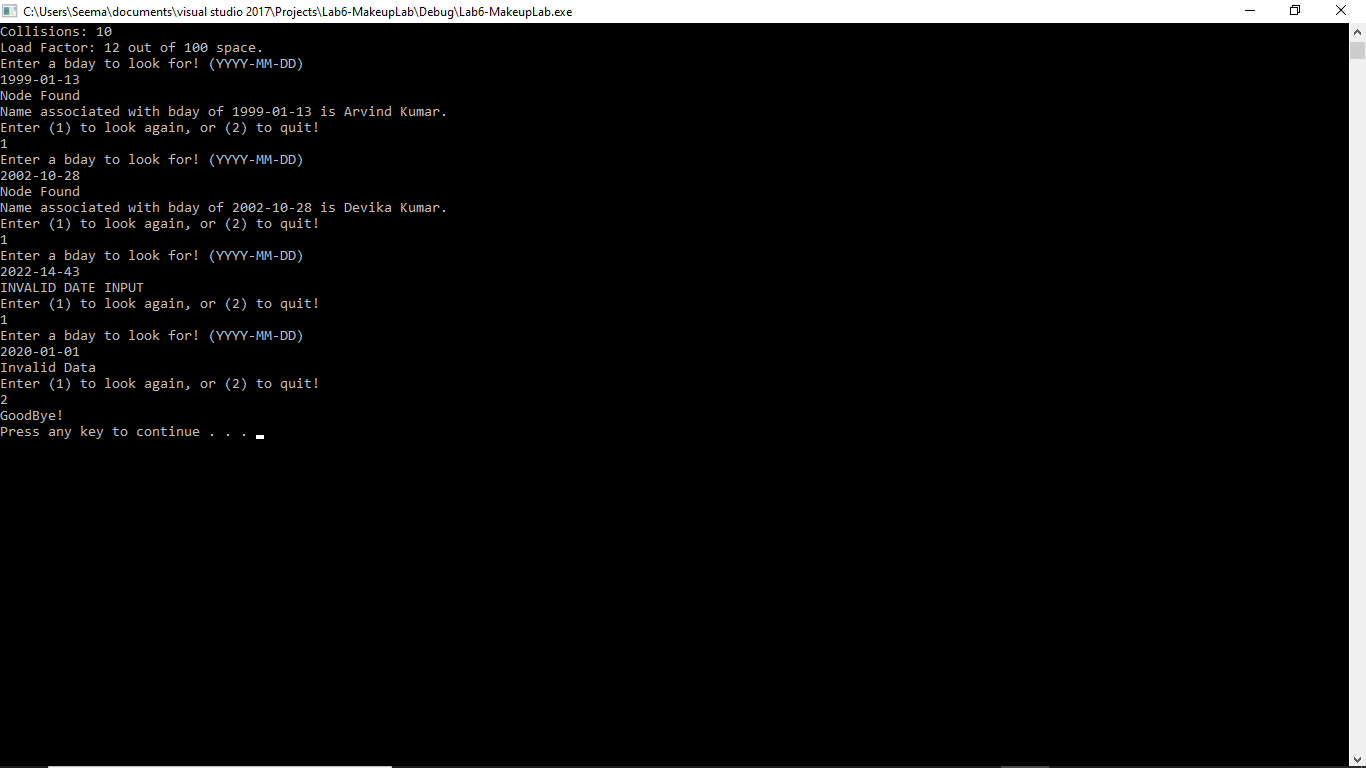 C:\Users\Seema\documents\visual studio 2017\Projects\Lab6-MakeupLab\Debug\Lab6-MakeupLab.exe
Collisions: 10
Load Factor: 12 out of 100 space.
Enter a bday to look for! (YYYY-MM-DD)
1999-01-13
Node Found
Name associated with bday of 1999-01-13 is Arvind Kumar.
Enter (1) to look again, or (2) to quit!
1
Enter a bday to look for! (YYYY-MM-DD)
2002-10-28
Node Found
Name associated with bday of 2002-10-28 is Devika Kumar.
Enter (1) to look again, or (2) to quit!
1
Enter a bday to look for! (YYYY-MM-DD)
2022-14-43
INVALID DATE INPUT
Enter (1) to look again, or (2) to quit!
1
Enter a bday to look for! (YYYY-MM-DD)
2020-01-01
Invalid Data
Enter (1) to look again, or (2) to quit!
2
GoodBye!
Press any key to continue . . .